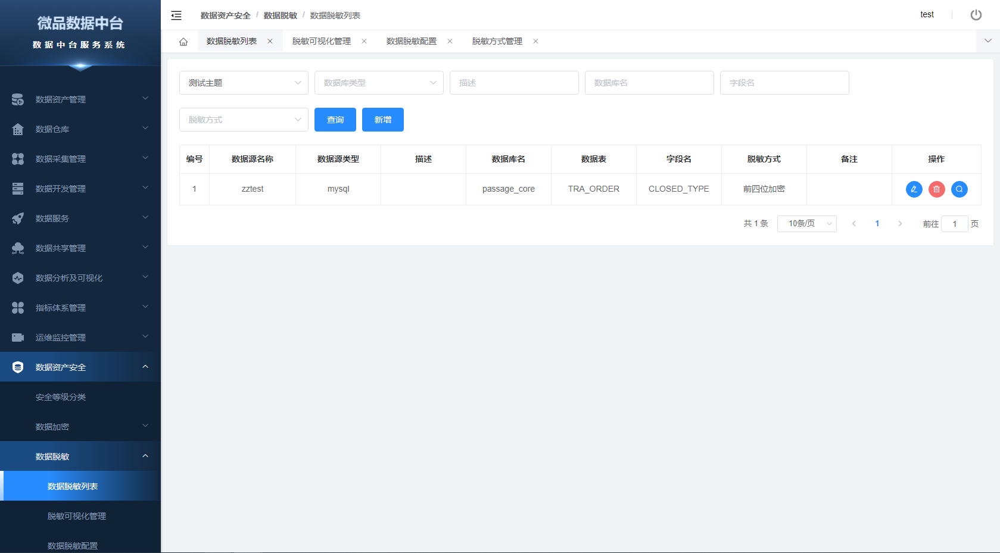 微品数据中台
数据中台服务系统
数据资产管理
数据仓库
数据采集管理
数据开发管理
数据服务
数据共享管理
数据分析及可视化
指标体系管理
运维监控管理
数据资产安全
安全等级分类
数据加密
数据脱敏
数据脱敏列表
脱敏可视化管理
数据脱敏配置
数据资产安全 / 数据脱敏 / 数据脱敏列表
test
数据脱敏列表 脱敏可视化管理 数据脱敏配置 脱敏方式管理
测试主题 数据库类型 描述 数据库名 字段名
脱敏方式 查询 新增
编号 数据源名称 数据源类型 描述 数据库名 数据表 字段名 脱敏方式 备注 操作
1 zztest mysql passage_core TRA_ORDER CLOSED_TYPE 前四位加密
共 1 条 10条/页 1 前往 1 页